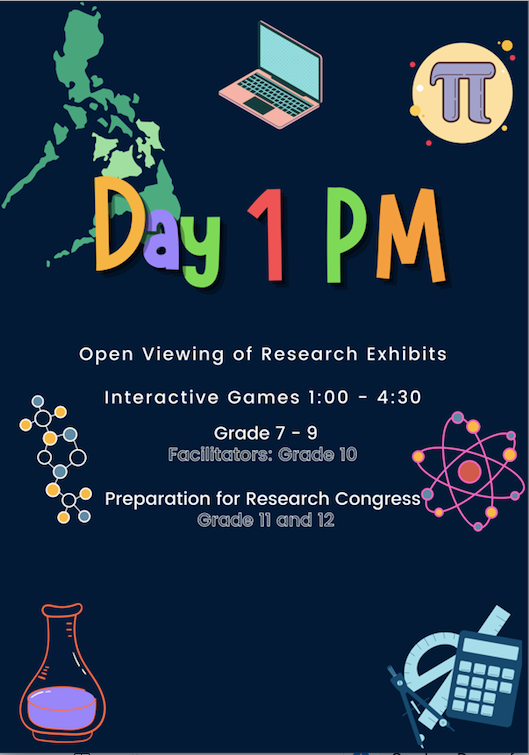 Day 1 PM
Open Viewing of Research Exhibits
Interactive Games 1:00 - 4:30
Grade 7 - 9
Facilitators: Grade 10
Preparation for Research Congress
Grade 11 and 12